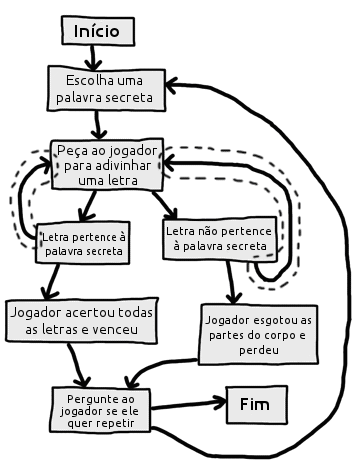 Início
Escolha uma
palavra secreta
Peça ao jogador
para adivinhar
uma letra
Letra pertence à
palavra secreta
Letra não pertence
à palavra secreta
Jogador acertou todas
as letras e venceu
Jogador esgotou as
partes do corpo e
perdeu
Pergunte ao
jogador se ele
quer repetir
Fim